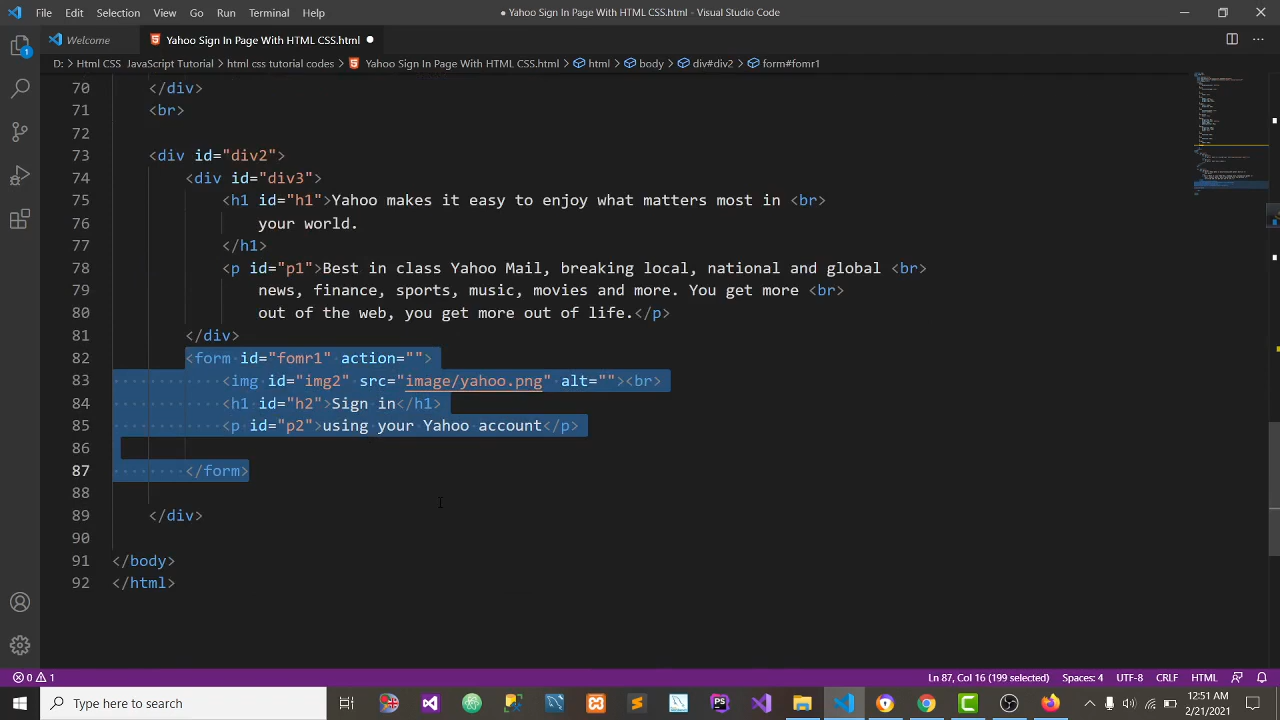 File Edit Selection View Go Run Terminal Help ● Yahoo Sign In Page With HTML CSS.html - Visual Studio Code
Welcome Yahoo Sign In Page With HTML CSS.html ●
D: > Html CSS JavaScript Tutorial > html css tutorial codes > Yahoo Sign In Page With HTML CSS.html > html > body > div#div2 > form#fomr1
1
70 </div>
71 <br>
72
73 <div id="div2">
74 <div id="div3">
75 <h1 id="h1">Yahoo makes it easy to enjoy what matters most in <br>
76 your world.
77 </h1>
78 <p id="p1">Best in class Yahoo Mail, breaking local, national and global <br>
79 news, finance, sports, music, movies and more. You get more <br>
80 out of the web, you get more out of life.</p>
81 </div>
82 <form id="fomr1" action="">
83 <img id="img2" src="image/yahoo.png" alt=""><br>
84 <h1 id="h2">Sign in</h1>
85 <p id="p2">using your Yahoo account</p>
86
87 </form>
88
89 </div>
90
91 </body>
92 </html>
0 1 Ln 87, Col 16 (199 selected) Spaces: 4 UTF-8 CRLF HTML
Type here to search
PS
12:51 AM
2/21/2021